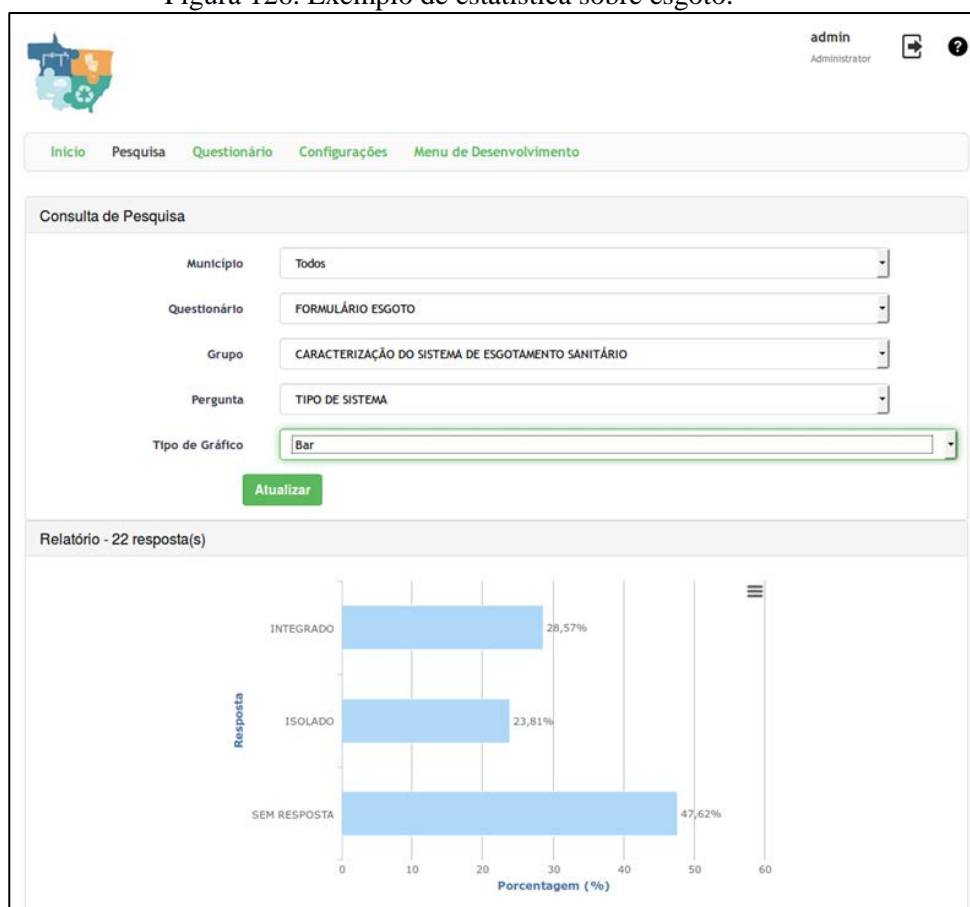 Figura 126. Exemplo de estatística sobre esgoto.
admin
Administrator
Inicio Pesquisa Questionário Configurações Menu de Desenvolvimento
Consulta de Pesquisa
Município Todos
Questionário FORMULÁRIO ESGOTO
Grupo CARACTERIZAÇÃO DO SISTEMA DE ESGOTAMENTO SANITÁRIO
Pergunta TIPO DE SISTEMA
Tipo de Gráfico Bar
Atualizar
Relatório - 22 resposta(s)
INTEGRADO 28,57%
Resposta
ISOLADO 23,81%
SEM RESPOSTA 47,62%
0 10 20 30 40 50 60
Porcentagem (%)